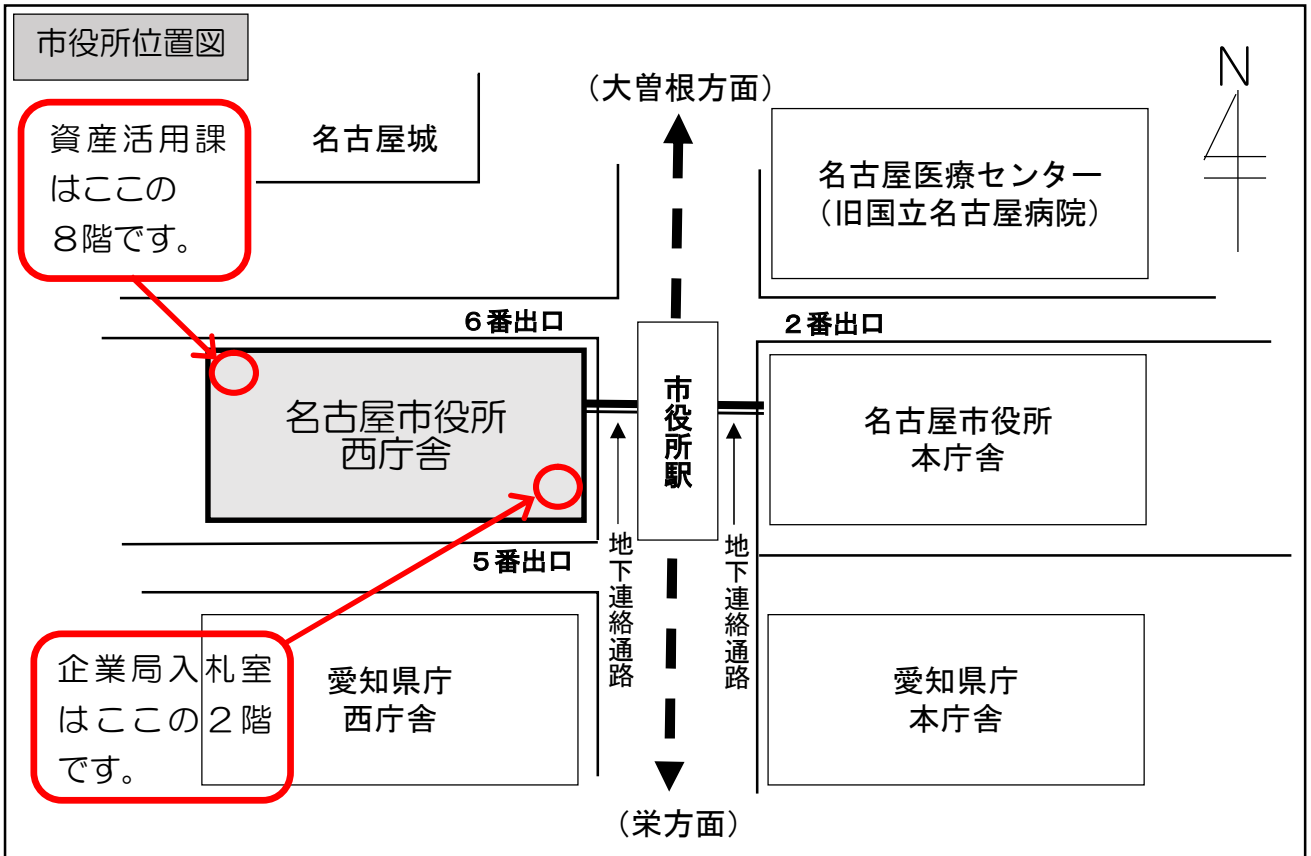 市役所位置図
N
(大曽根方面)
資産活用課
はここの
8階です。
名古屋城
名古屋医療センター
(旧国立名古屋病院)
6番出口
2番出口
名古屋市役所
西庁舎
市役所駅
名古屋市役所
本庁舎
5番出口
地下連絡通路
地下連絡通路
企業局入札室
はここの2階
です。
愛知県庁
西庁舎
愛知県庁
本庁舎
(栄方面)